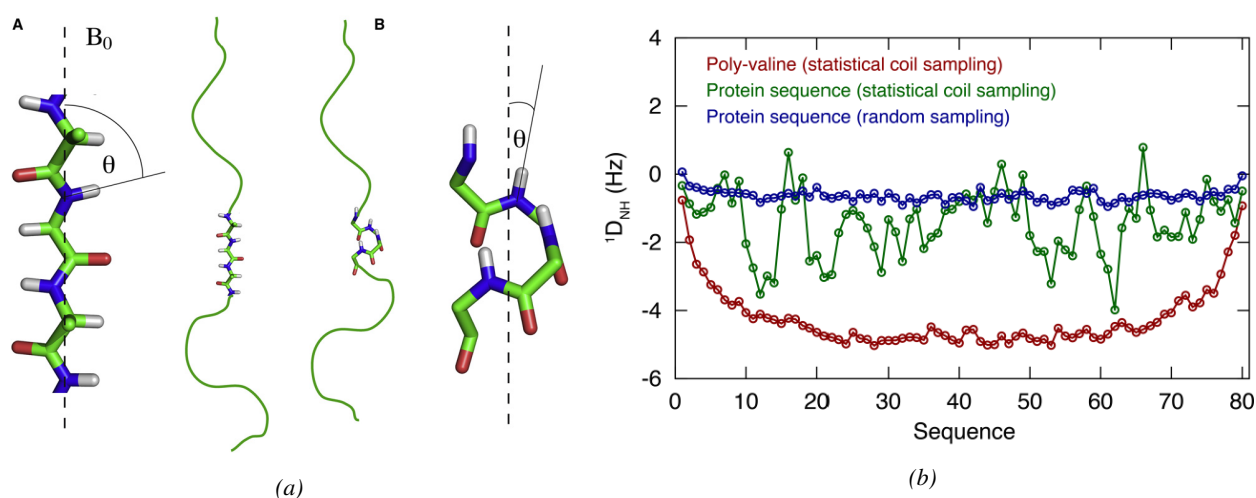 A
B₀
θ
B
θ
(a)
4
2
0
-2
-4
-6
¹D_NH (Hz)
Poly-valine (statistical coil sampling)
Protein sequence (statistical coil sampling)
Protein sequence (random sampling)
0 10 20 30 40 50 60 70 80
Sequence
(b)